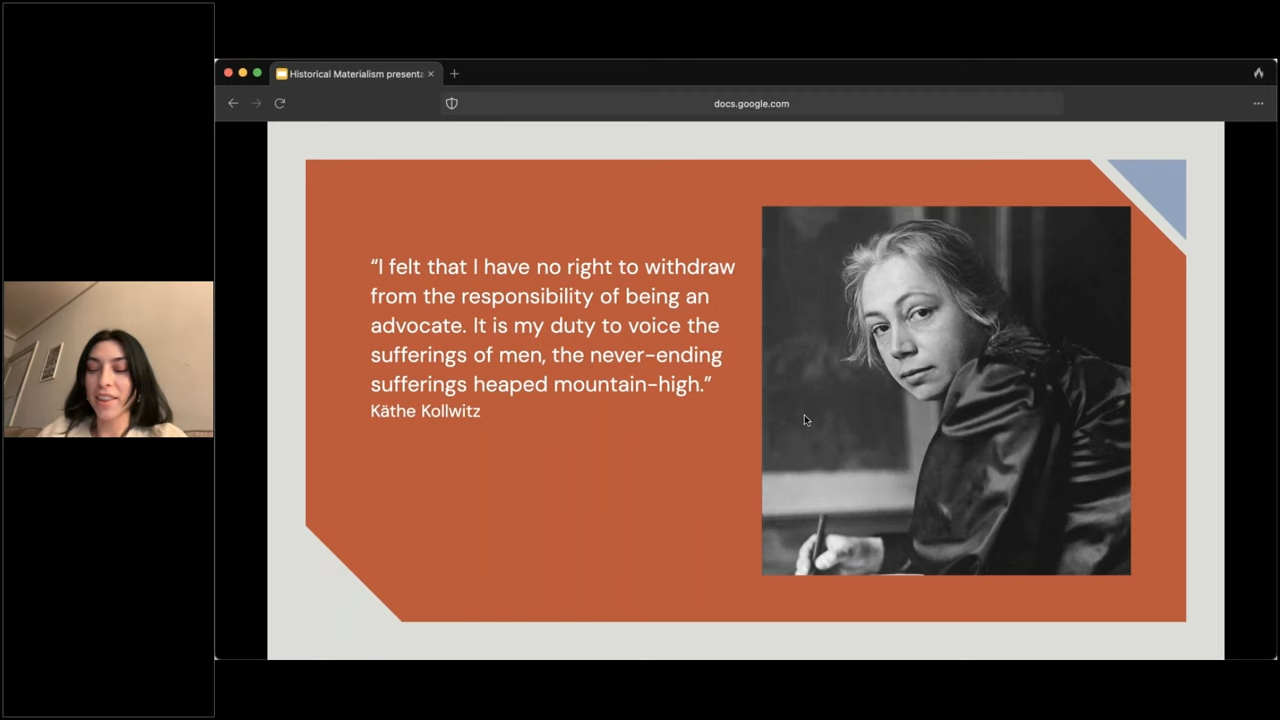 Historical Materialism presenta
docs.google.com
“I felt that I have no right to withdraw
from the responsibility of being an
advocate. It is my duty to voice the
sufferings of men, the never-ending
sufferings heaped mountain-high.”
Käthe Kollwitz